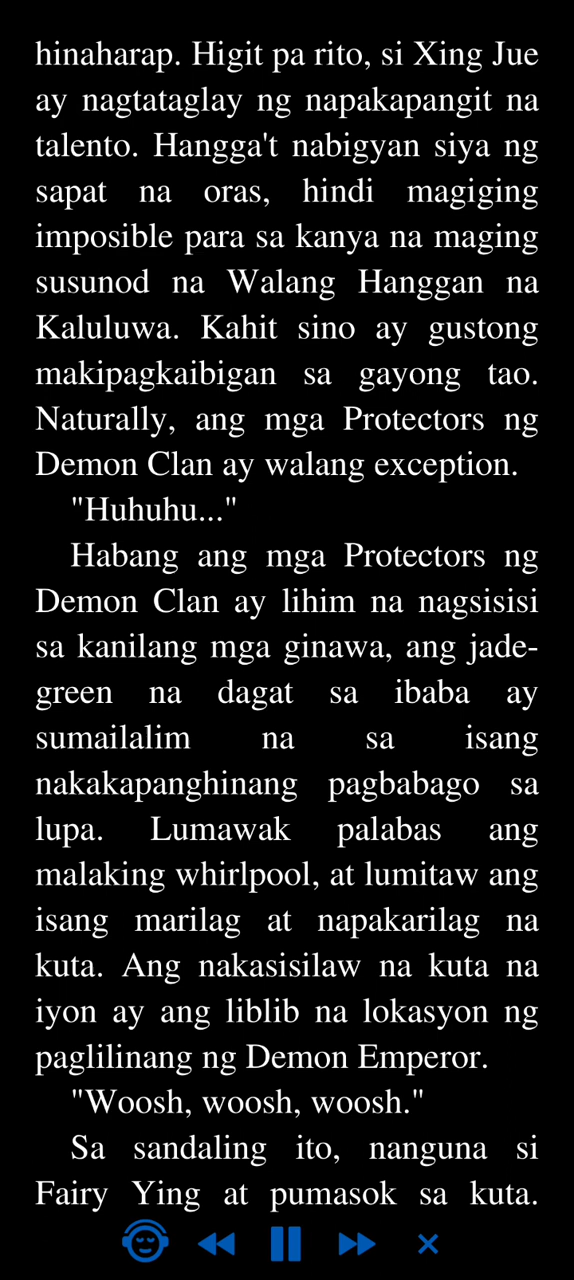 hinaharap. Higit pa rito, si Xing Jue
ay nagtataglay ng napakapangit na
talento. Hangga't nabigyan siya ng
sapat na oras, hindi magiging
imposible para sa kanya na maging
susunod na Walang Hanggan na
Kaluluwa. Kahit sino ay gustong
makipagkaibigan sa gayong tao.
Naturally, ang mga Protectors ng
Demon Clan ay walang exception.
"Huhuhu..."
Habang ang mga Protectors ng
Demon Clan ay lihim na nagsisisi
sa kanilang mga ginawa, ang jade-
green na dagat sa ibaba ay
sumailalim na sa isang
nakakapanghinang pagbabago sa
lupa. Lumawak palabas ang
malaking whirlpool, at lumitaw ang
isang marilag at napakarilag na
kuta. Ang nakasisilaw na kuta na
iyon ay ang liblib na lokasyon ng
paglilinang ng Demon Emperor.
"Woosh, woosh, woosh."
Sa sandaling ito, nanguna si
Fairy Ying at pumasok sa kuta.